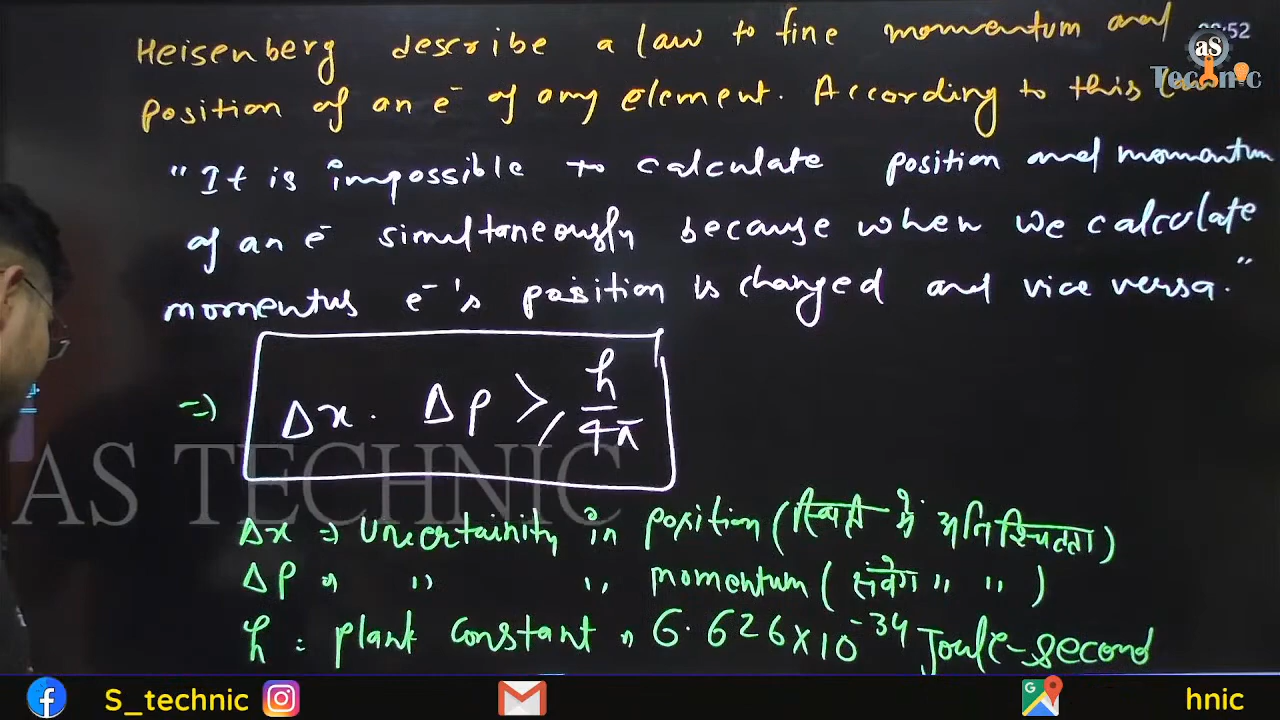 Heisenberg describe a law to fine momentum and
position of an e⁻ of any element. According to this law
:52
aS
Technic
"It is impossible to calculate position and momentum
of an e⁻ simultaneously because when we calculate
momentus e⁻'s position is changed and vice versa."
=) Δx . Δp ≥ h/4π
AS TECHNIC
Δx => Uncertainity in position (स्थिति में अनिश्चितता)
Δp " " " momentum (संवेग " ")
h = plank constant = 6.626×10⁻³⁴ Joule-second
S_technic
hnic